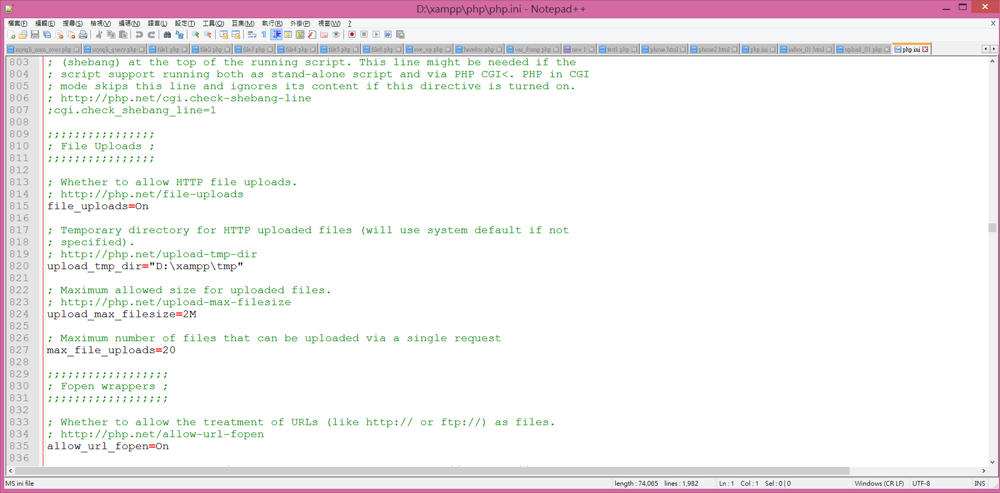 D:\xampp\php\php.ini - Notepad++
檔案(F) 編輯(E) 搜尋(S) 檢視(V) 編碼(N) 語言(L) 設定(T) 工具(O) 巨集(M) 執行(R) 外掛(P) 視窗(W) ? X
mysqli_num_rows.php mysqli_query.php file1.php file2.php file3.php file4.php file5.php file6.php exe_op.php heredoc.php var_dump.php new 1 test1.php phone.html phone2.html php.ini index_01.html upload_01.php php.ini
803 ; (shebang) at the top of the running script. This line might be needed if the
804 ; script support running both as stand-alone script and via PHP CGI<. PHP in CGI
805 ; mode skips this line and ignores its content if this directive is turned on.
806 ; http://php.net/cgi.check-shebang-line
807 ;cgi.check_shebang_line=1
808
809 ;;;;;;;;;;;;;;;;
810 ; File Uploads ;
811 ;;;;;;;;;;;;;;;;
812
813 ; Whether to allow HTTP file uploads.
814 ; http://php.net/file-uploads
815 file_uploads=On
816
817 ; Temporary directory for HTTP uploaded files (will use system default if not
818 ; specified).
819 ; http://php.net/upload-tmp-dir
820 upload_tmp_dir="D:\xampp\tmp"
821
822 ; Maximum allowed size for uploaded files.
823 ; http://php.net/upload-max-filesize
824 upload_max_filesize=2M
825
826 ; Maximum number of files that can be uploaded via a single request
827 max_file_uploads=20
828
829 ;;;;;;;;;;;;;;;;;;
830 ; Fopen wrappers ;
831 ;;;;;;;;;;;;;;;;;;
832
833 ; Whether to allow the treatment of URLs (like http:// or ftp://) as files.
834 ; http://php.net/allow-url-fopen
835 allow_url_fopen=On
836
MS ini file length : 74,065 lines : 1,982 Ln : 1 Col : 1 Sel : 0 | 0 Windows (CR LF) UTF-8 INS